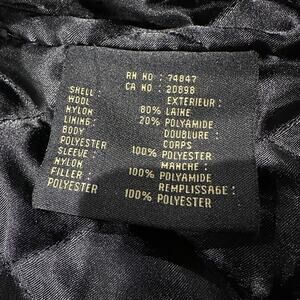 RN NO : 74847
CA NO : 20898
SHELL : EXTERIEUR :
WOOL 80% LAINE
NYLON 20% POLYAMIDE
LINING : DOUBLURE :
BODY CORPS
POLYESTER 100% POLYESTER
SLEEVE : MANCHE :
NYLON 100% POLYAMIDE
FILLER : REMPLISSAGE :
POLYESTER 100% POLYESTER